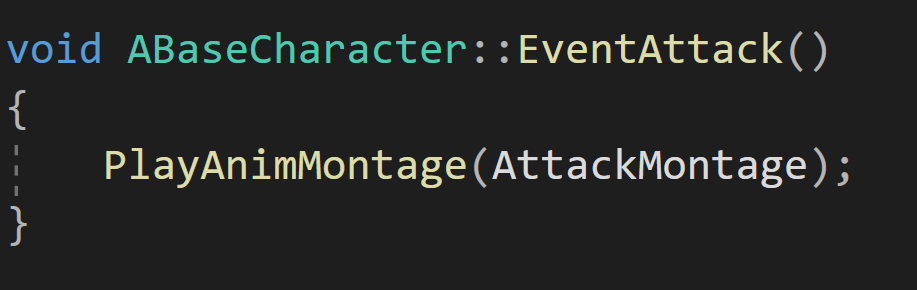 void ABaseCharacter::EventAttack()
{
    PlayAnimMontage(AttackMontage);
}